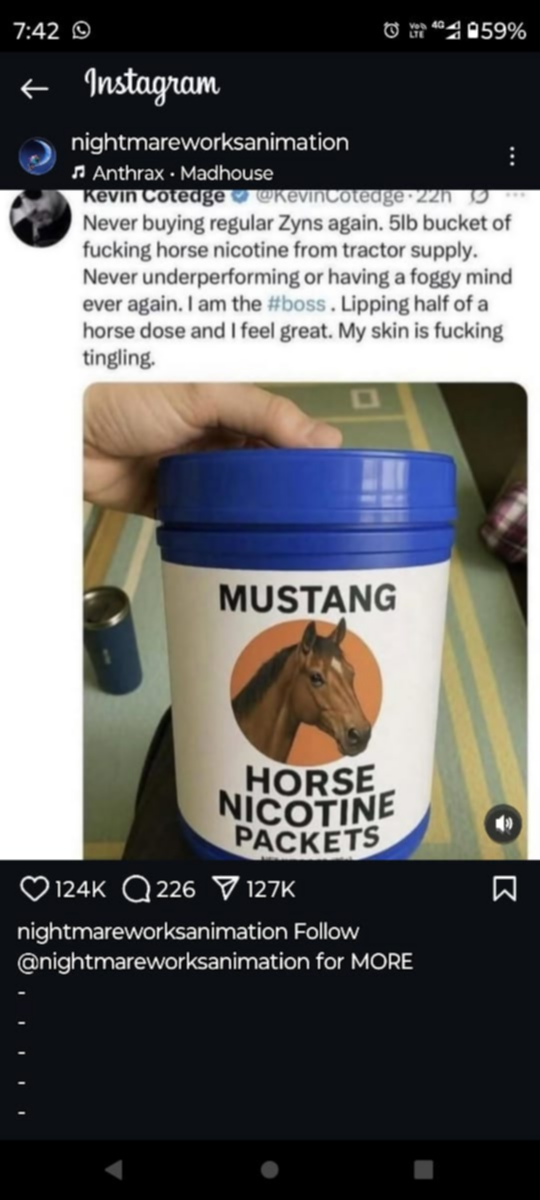 7:42
4G 59%
Instagram
nightmareworksanimation
Anthrax • Madhouse
Kevin Cotedge @KevinCotedge · 22h
Never buying regular Zyns again. 5lb bucket of
fucking horse nicotine from tractor supply.
Never underperforming or having a foggy mind
ever again. I am the #boss . Lipping half of a
horse dose and I feel great. My skin is fucking
tingling.
MUSTANG
HORSE
NICOTINE
PACKETS
124K 226 127K
nightmareworksanimation Follow
@nightmareworksanimation for MORE
-
-
-
-
-